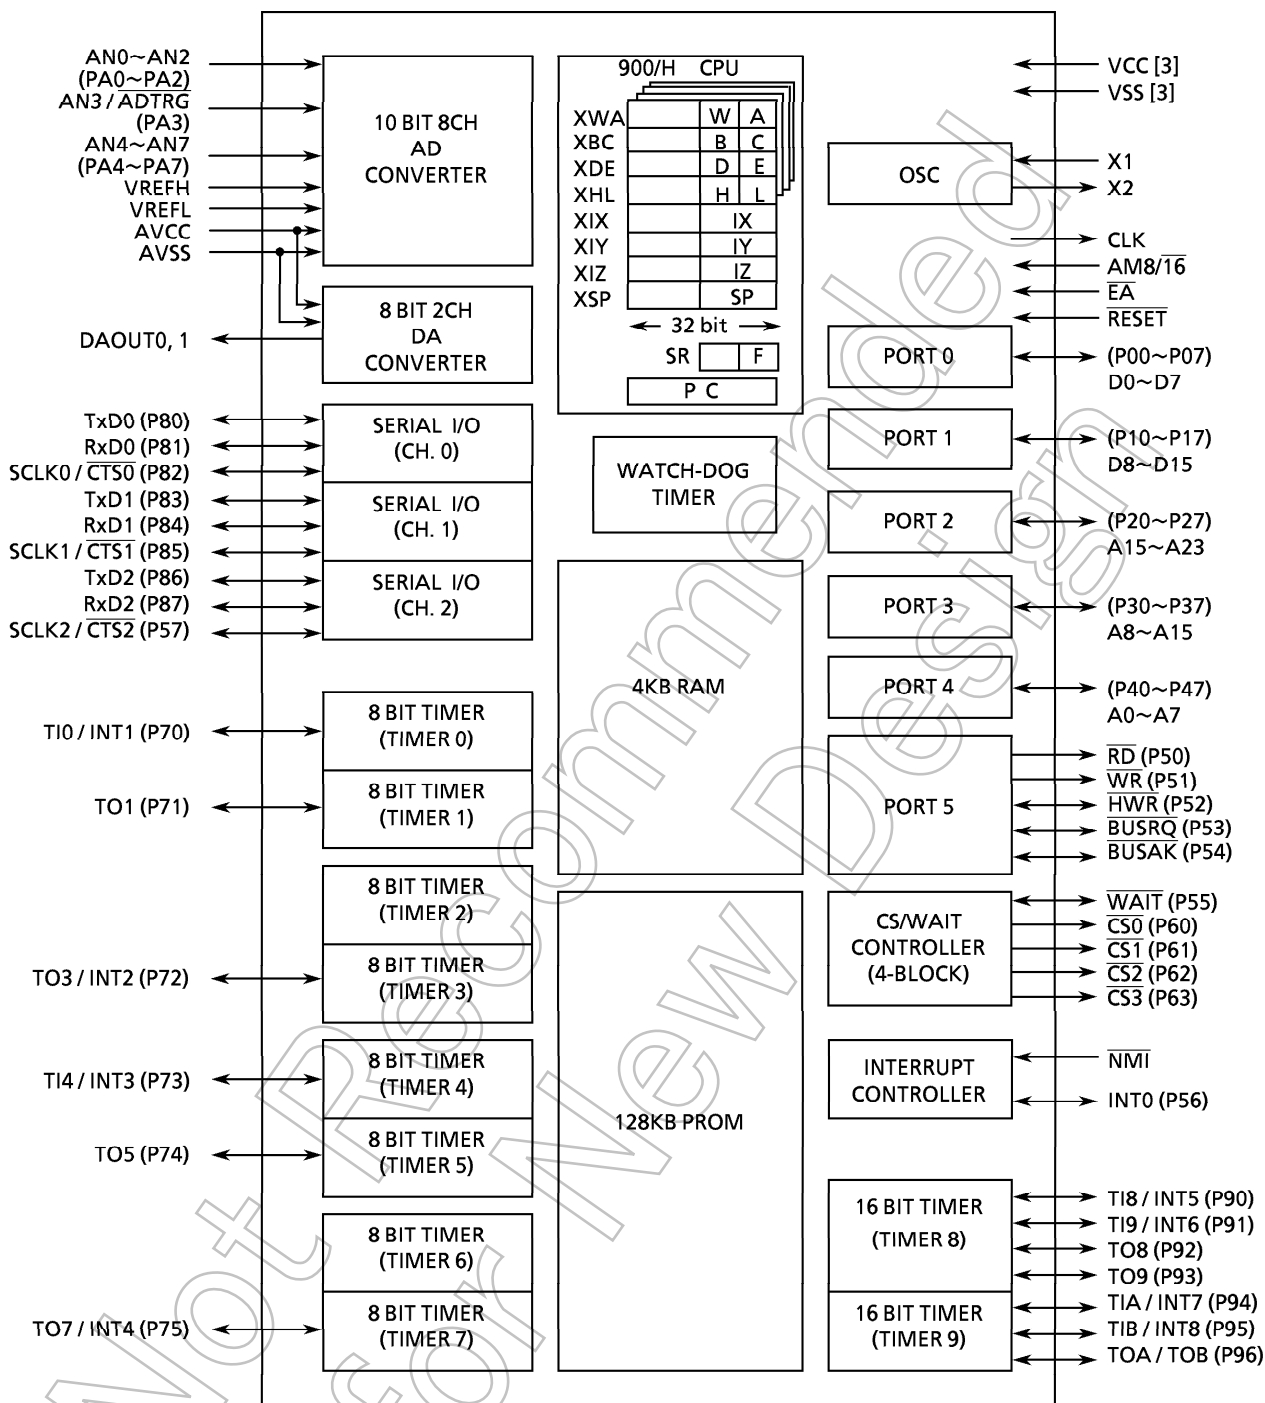 AN0~AN2
(PA0~PA2)
AN3 / ADTRG
(PA3)
AN4~AN7
(PA4~PA7)
VREFH
VREFL
AVCC
AVSS
DAOUT0, 1
TxD0 (P80)
RxD0 (P81)
SCLK0 / CTS0 (P82)
TxD1 (P83)
RxD1 (P84)
SCLK1 / CTS1 (P85)
TxD2 (P86)
RxD2 (P87)
SCLK2 / CTS2 (P57)
TI0 / INT1 (P70)
TO1 (P71)
TO3 / INT2 (P72)
TI4 / INT3 (P73)
TO5 (P74)
TO7 / INT4 (P75)
10 BIT 8CH
AD
CONVERTER
8 BIT 2CH
DA
CONVERTER
SERIAL I/O
(CH. 0)
SERIAL I/O
(CH. 1)
SERIAL I/O
(CH. 2)
8 BIT TIMER
(TIMER 0)
8 BIT TIMER
(TIMER 1)
8 BIT TIMER
(TIMER 2)
8 BIT TIMER
(TIMER 3)
8 BIT TIMER
(TIMER 4)
8 BIT TIMER
(TIMER 5)
8 BIT TIMER
(TIMER 6)
8 BIT TIMER
(TIMER 7)
900/H CPU
XWA W A
XBC B C
XDE D E
XHL H L
XIX IX
XIY IY
XIZ IZ
XSP SP
32 bit
SR F
P C
WATCH-DOG
TIMER
4KB RAM
128KB PROM
OSC
PORT 0
PORT 1
PORT 2
PORT 3
PORT 4
PORT 5
CS/WAIT
CONTROLLER
(4-BLOCK)
INTERRUPT
CONTROLLER
16 BIT TIMER
(TIMER 8)
16 BIT TIMER
(TIMER 9)
VCC [3]
VSS [3]
X1
X2
CLK
AM8/16
EA
RESET
(P00~P07)
D0~D7
(P10~P17)
D8~D15
(P20~P27)
A15~A23
(P30~P37)
A8~A15
(P40~P47)
A0~A7
RD (P50)
WR (P51)
HWR (P52)
BUSRQ (P53)
BUSAK (P54)
WAIT (P55)
CS0 (P60)
CS1 (P61)
CS2 (P62)
CS3 (P63)
NMI
INT0 (P56)
TI8 / INT5 (P90)
TI9 / INT6 (P91)
TO8 (P92)
TO9 (P93)
TIA / INT7 (P94)
TIB / INT8 (P95)
TOA / TOB (P96)
Not Recommended
for New Design